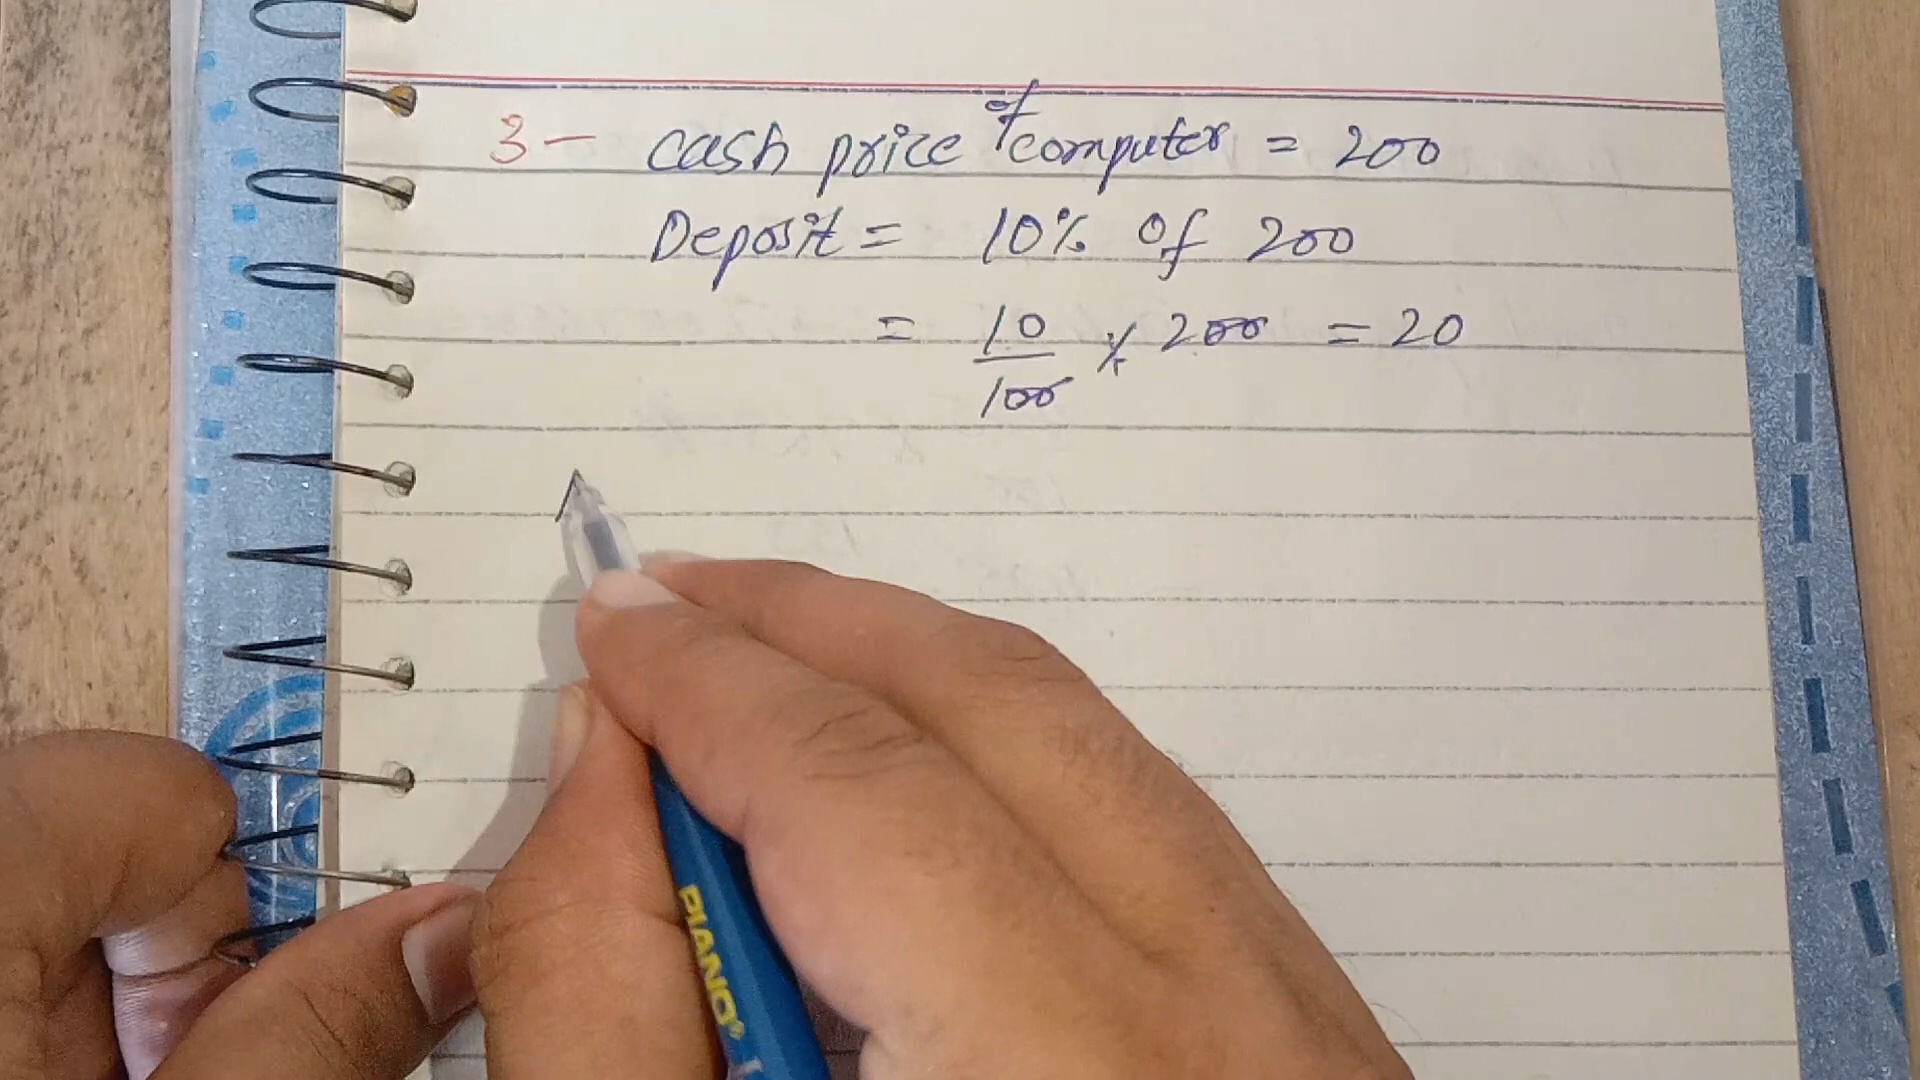 3- cash price of computer = 200
Deposit = 10% of 200
= 10/100 × 200 = 20
PIANO®